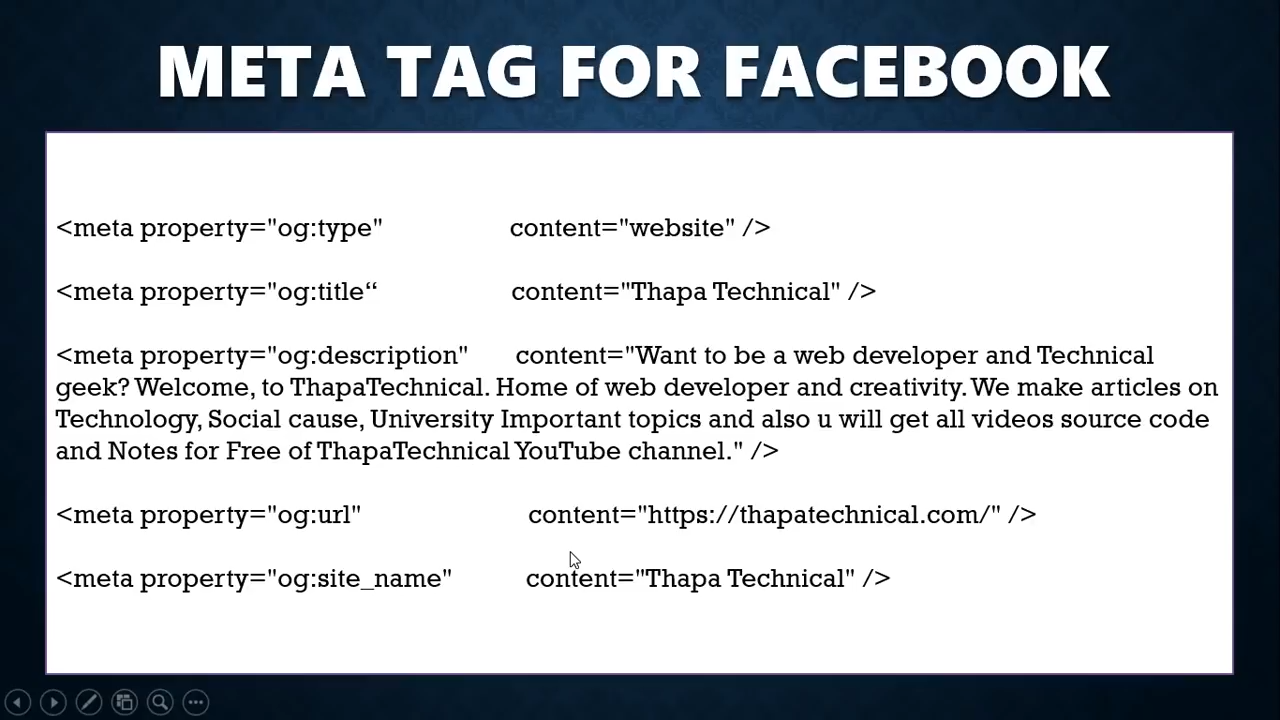 META TAG FOR FACEBOOK
<meta property="og:type" content="website" />
<meta property="og:title“ content="Thapa Technical" />
<meta property="og:description" content="Want to be a web developer and Technical
geek? Welcome, to ThapaTechnical. Home of web developer and creativity. We make articles on
Technology, Social cause, University Important topics and also u will get all videos source code
and Notes for Free of ThapaTechnical YouTube channel." />
<meta property="og:url" content="https://thapatechnical.com/" />
<meta property="og:site_name" content="Thapa Technical" />